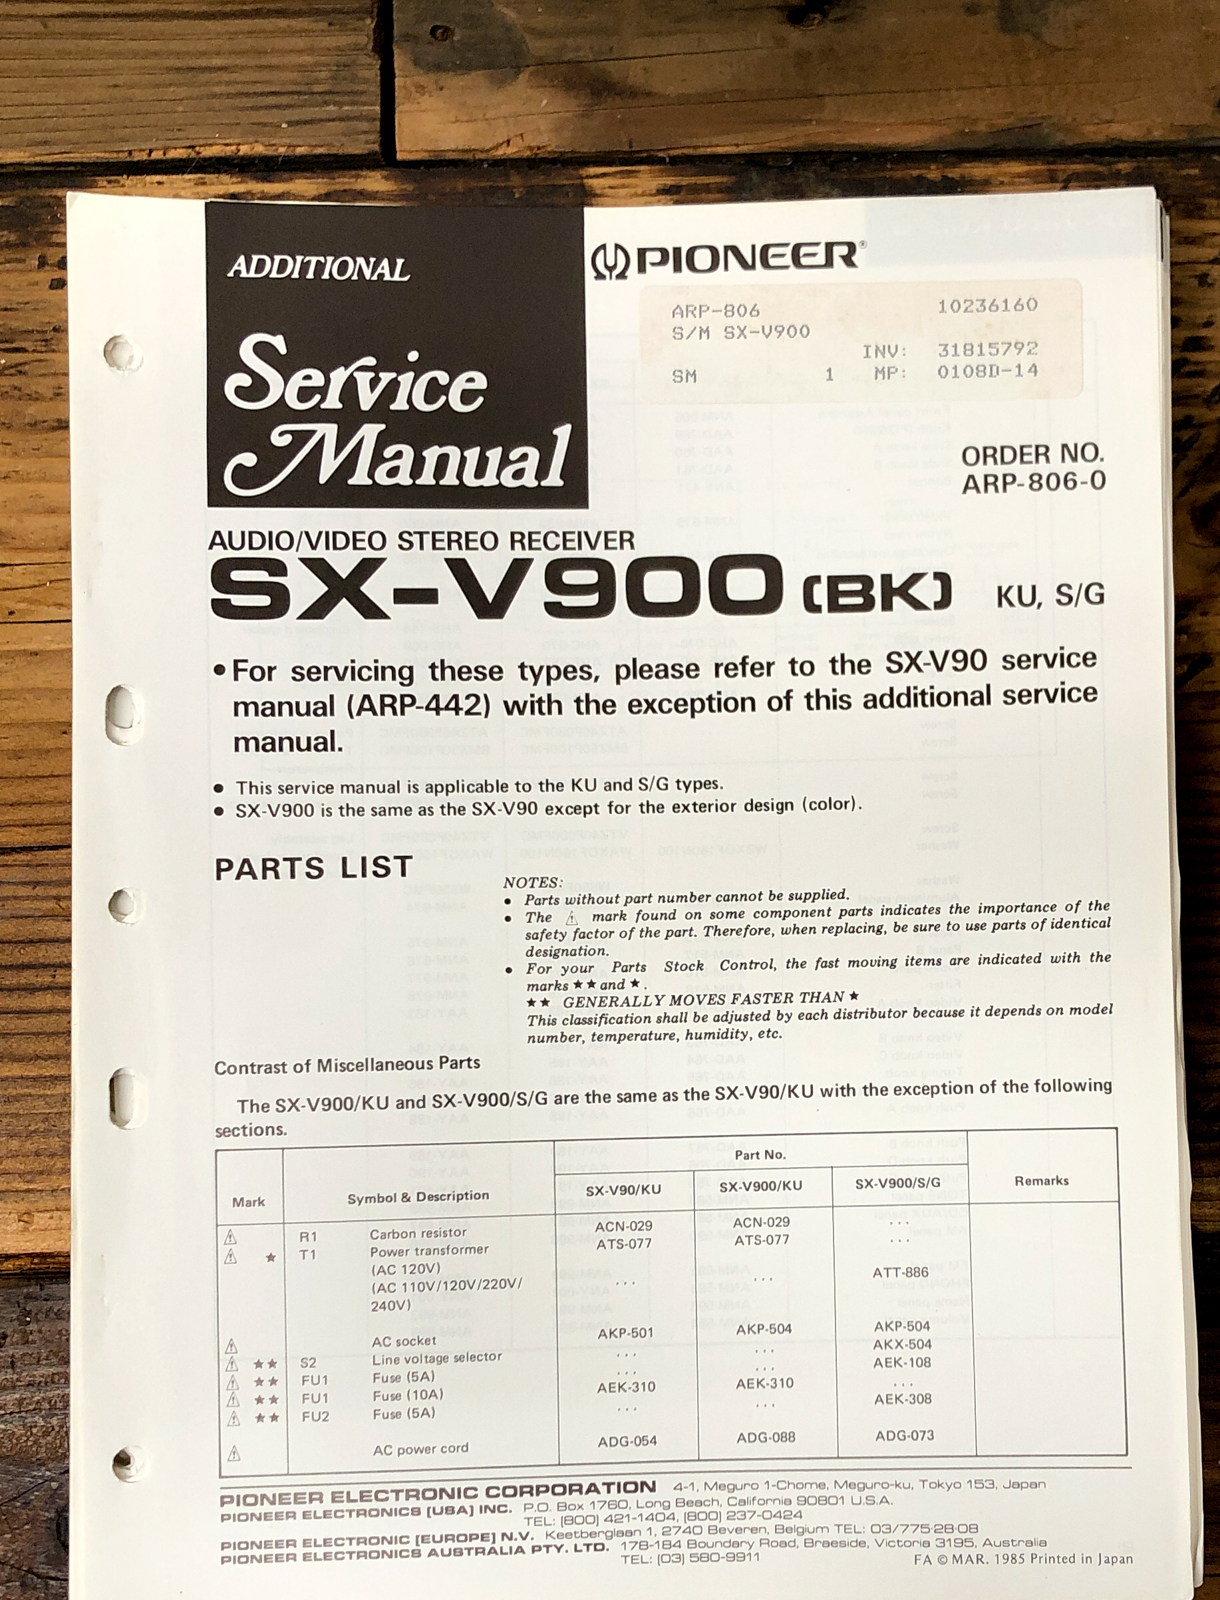 ADDITIONAL
Service
Manual
PIONEER®
ARP-806 10236160
S/M SX-V900
INV: 31815792
SM 1 MP: 0108D-14
ORDER NO.
ARP-806-0
AUDIO/VIDEO STEREO RECEIVER
SX-V900 (BK) KU, S/G
• For servicing these types, please refer to the SX-V90 service
manual (ARP-442) with the exception of this additional service
manual.
• This service manual is applicable to the KU and S/G types.
• SX-V900 is the same as the SX-V90 except for the exterior design (color).
PARTS LIST
NOTES:
• Parts without part number cannot be supplied.
• The ⚠ mark found on some component parts indicates the importance of the
safety factor of the part. Therefore, when replacing, be sure to use parts of identical
designation.
• For your Parts Stock Control, the fast moving items are indicated with the
marks ★★ and ★.
★★ GENERALLY MOVES FASTER THAN ★
This classification shall be adjusted by each distributor because it depends on model
number, temperature, humidity, etc.
Contrast of Miscellaneous Parts
The SX-V900/KU and SX-V900/S/G are the same as the SX-V90/KU with the exception of the following
sections.
Part No.
Mark Symbol & Description SX-V90/KU SX-V900/KU SX-V900/S/G Remarks
⚠ R1 Carbon resistor ACN-029 ACN-029 ...
⚠ ★ T1 Power transformer ATS-077 ATS-077 ...
(AC 120V)
(AC 110V/120V/220V/ ... ... ATT-886
240V)
⚠ AC socket AKP-501 AKP-504 AKP-504
⚠ ★★ S2 Line voltage selector ... ... AKX-504
⚠ ★★ FU1 Fuse (5A) ... ... AEK-108
⚠ ★★ FU1 Fuse (10A) AEK-310 AEK-310 ...
⚠ ★★ FU2 Fuse (5A) ... ... AEK-308
⚠ AC power cord ADG-054 ADG-088 ADG-073
PIONEER ELECTRONIC CORPORATION 4-1, Meguro 1-Chome, Meguro-ku, Tokyo 153, Japan
PIONEER ELECTRONICS [USA] INC. P.O. Box 1760, Long Beach, California 90801 U.S.A.
TEL: (800) 421-1404, (800) 237-0424
PIONEER ELECTRONIC [EUROPE] N.V. Keetberglaan 1, 2740 Beveren, Belgium TEL: 03/775·28·08
PIONEER ELECTRONICS AUSTRALIA PTY. LTD. 178-184 Boundary Road, Braeside, Victoria 3195, Australia
TEL: (03) 580-9911
FA © MAR. 1985 Printed in Japan